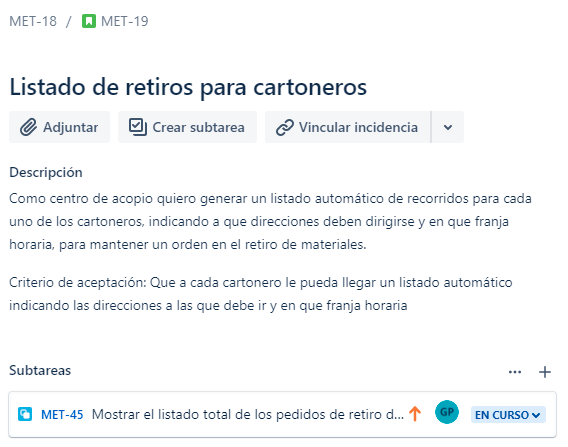 MET-18 / MET-19
Listado de retiros para cartoneros
Adjuntar Crear subtarea Vincular incidencia
Descripción
Como centro de acopio quiero generar un listado automático de recorridos para cada
uno de los cartoneros, indicando a que direcciones deben dirigirse y en que franja
horaria, para mantener un orden en el retiro de materiales.
Criterio de aceptación: Que a cada cartonero le pueda llegar un listado automático
indicando las direcciones a las que debe ir y en que franja horaria
Subtareas
MET-45 Mostrar el listado total de los pedidos de retiro d... GP EN CURSO